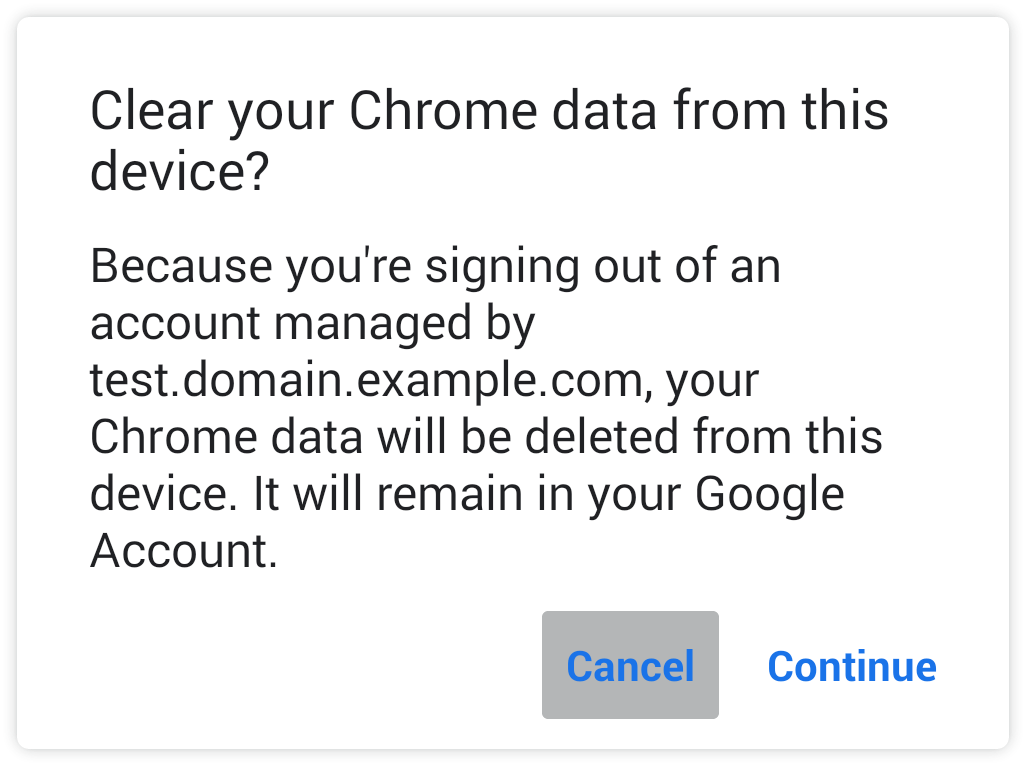 Clear your Chrome data from this
device?
Because you're signing out of an
account managed by
test.domain.example.com, your
Chrome data will be deleted from this
device. It will remain in your Google
Account.
Cancel Continue